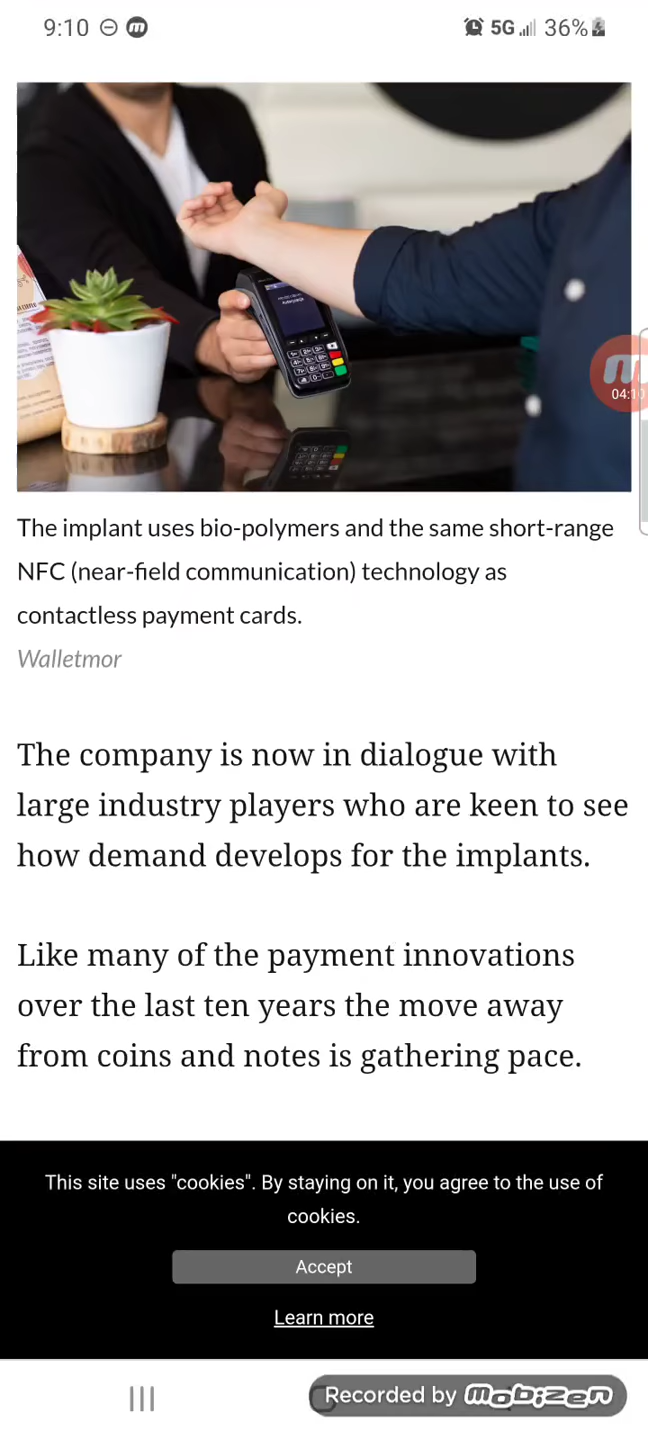 9:10
5G 36%
04:10
The implant uses bio-polymers and the same short-range
NFC (near-field communication) technology as
contactless payment cards.
Walletmor
The company is now in dialogue with
large industry players who are keen to see
how demand develops for the implants.
Like many of the payment innovations
over the last ten years the move away
from coins and notes is gathering pace.
This site uses "cookies". By staying on it, you agree to the use of
cookies.
Accept
Learn more
Recorded by mobizen